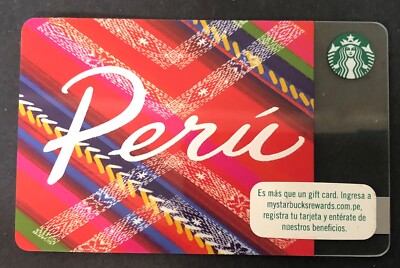 Perú
Es más que un gift card. Ingresa a
mystarbucksrewards.com.pe,
registra tu tarjeta y entérate de
nuestros beneficios.